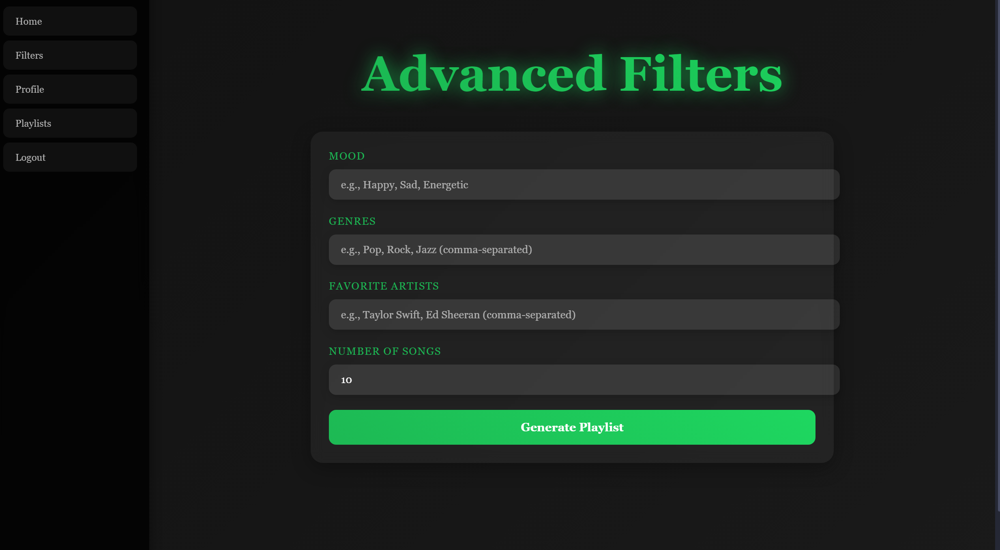 Home
Filters
Profile
Playlists
Logout
Advanced Filters
MOOD
e.g., Happy, Sad, Energetic
GENRES
e.g., Pop, Rock, Jazz (comma-separated)
FAVORITE ARTISTS
e.g., Taylor Swift, Ed Sheeran (comma-separated)
NUMBER OF SONGS
10
Generate Playlist